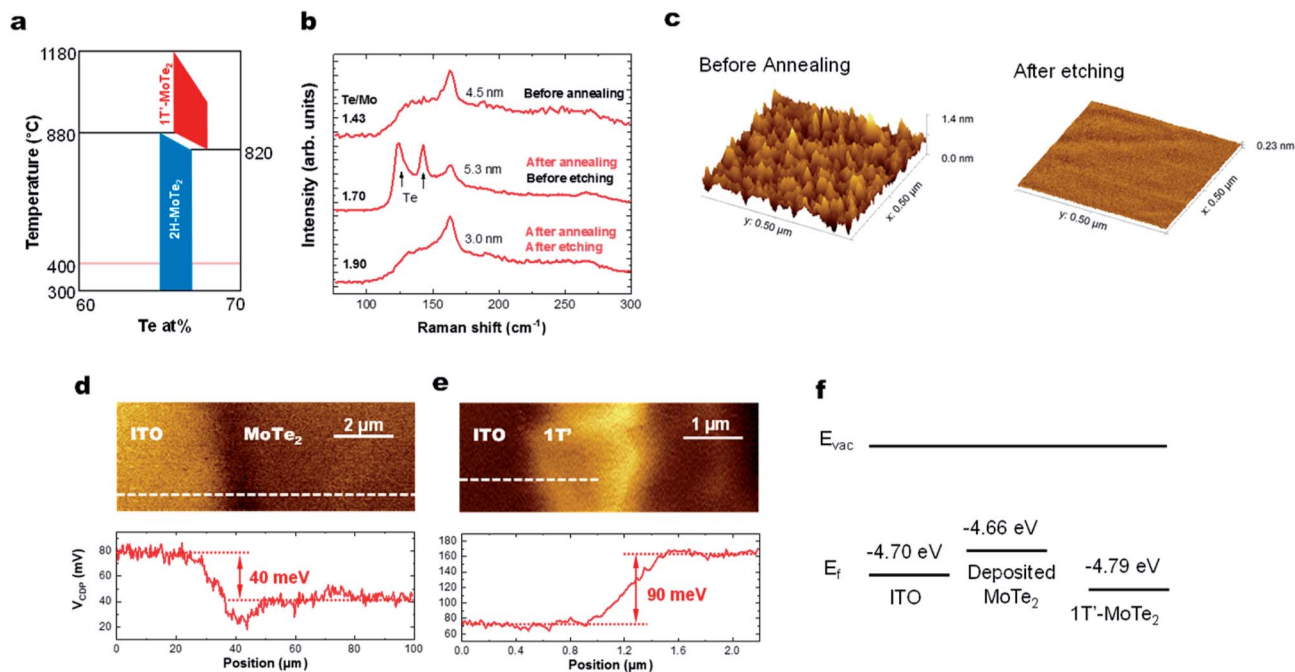 a
1180
880
820
400
300
60
70
Temperature (°C)
Te at%
1T'-MoTe₂
2H-MoTe₂
b
Intensity (arb. units)
Te/Mo
1.43
4.5 nm
Before annealing
1.70
5.3 nm
After annealing
Before etching
Te
1.90
3.0 nm
After annealing
After etching
100 150 200 250 300
Raman shift (cm⁻¹)
c
Before Annealing
1.4 nm
0.0 nm
y: 0.50 µm
x: 0.50 µm
After etching
0.23 nm
y: 0.50 µm
x: 0.50 µm
d
ITO
MoTe₂
2 µm
V_CDP (mV)
80
60
40
20
40 meV
0 20 40 60 80 100
Position (µm)
e
ITO
1T'
1 µm
180
160
140
120
100
80
60
90 meV
0.0 0.4 0.8 1.2 1.6 2.0
Position (µm)
f
E_vac
E_f
-4.70 eV
ITO
-4.66 eV
Deposited
MoTe₂
-4.79 eV
1T'-MoTe₂